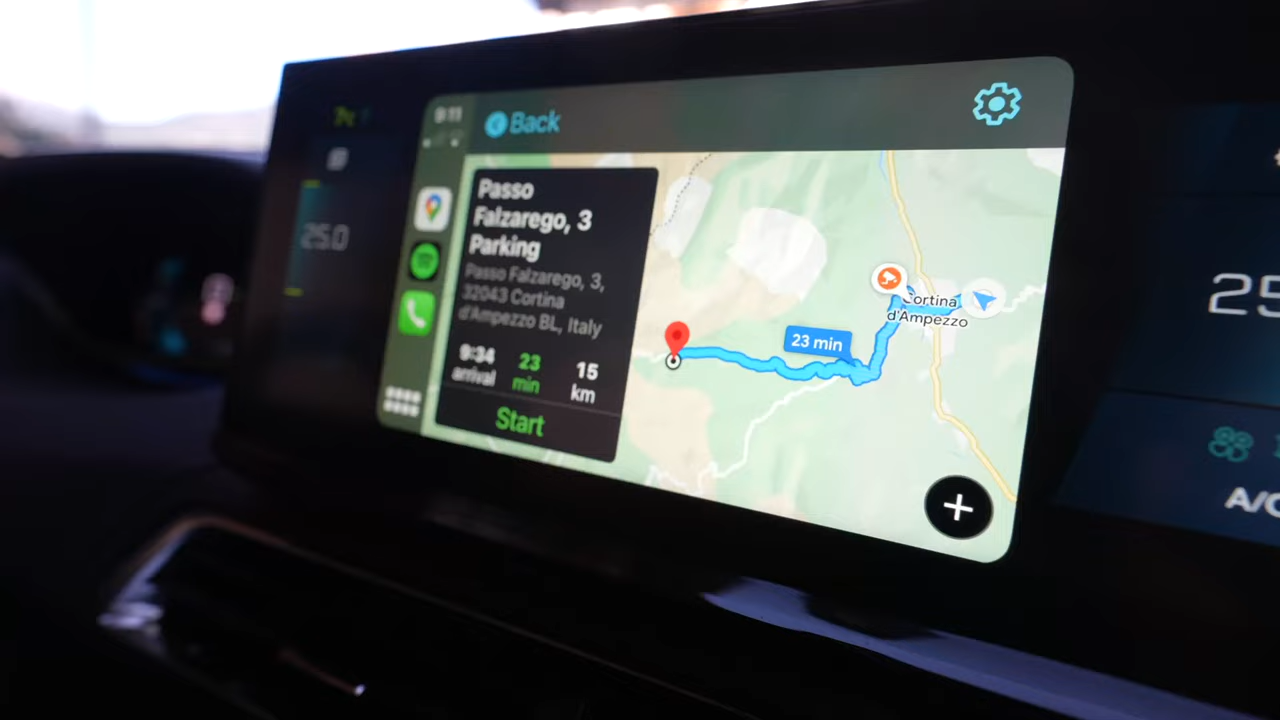 9:11
Back
25.0
Passo
Falzarego, 3
Parking
Passo Falzarego, 3,
32043 Cortina
d'Ampezzo BL, Italy
9:34 23 15
arrival min km
Start
23 min
Cortina
d'Ampezzo
+
25
A/C